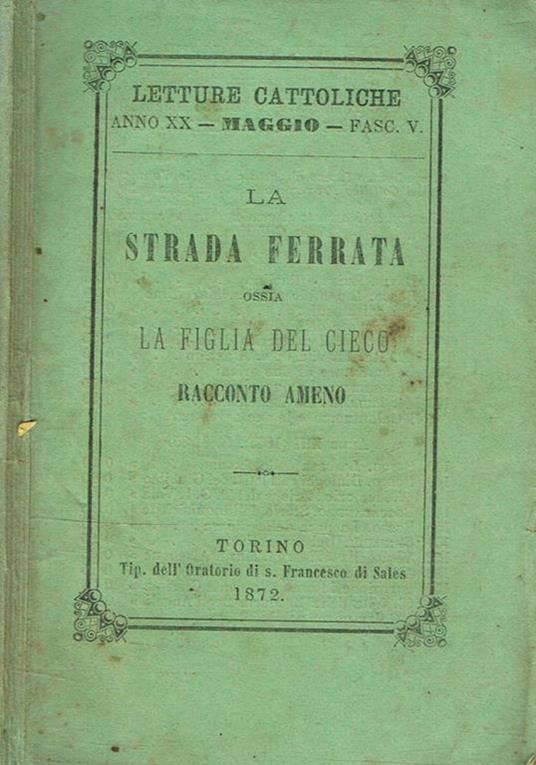 LETTURE CATTOLICHE
ANNO XX — MAGGIO — FASC. V.
LA
STRADA FERRATA
OSSIA
LA FIGLIA DEL CIECO
RACCONTO AMENO
TORINO
Tip. dell' Oratorio di s. Francesco di Sales
1872.